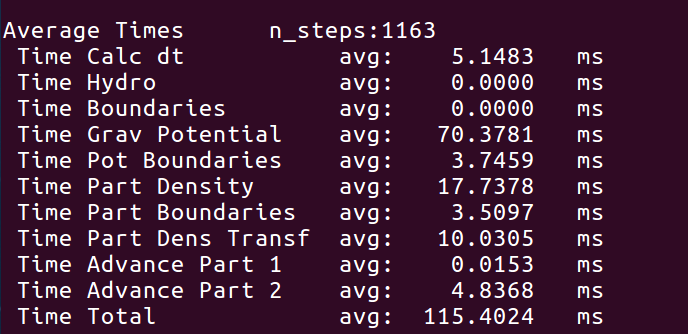 Average Times n_steps:1163
Time Calc dt avg: 5.1483 ms
Time Hydro avg: 0.0000 ms
Time Boundaries avg: 0.0000 ms
Time Grav Potential avg: 70.3781 ms
Time Pot Boundaries avg: 3.7459 ms
Time Part Density avg: 17.7378 ms
Time Part Boundaries avg: 3.5097 ms
Time Part Dens Transf avg: 10.0305 ms
Time Advance Part 1 avg: 0.0153 ms
Time Advance Part 2 avg: 4.8368 ms
Time Total avg: 115.4024 ms